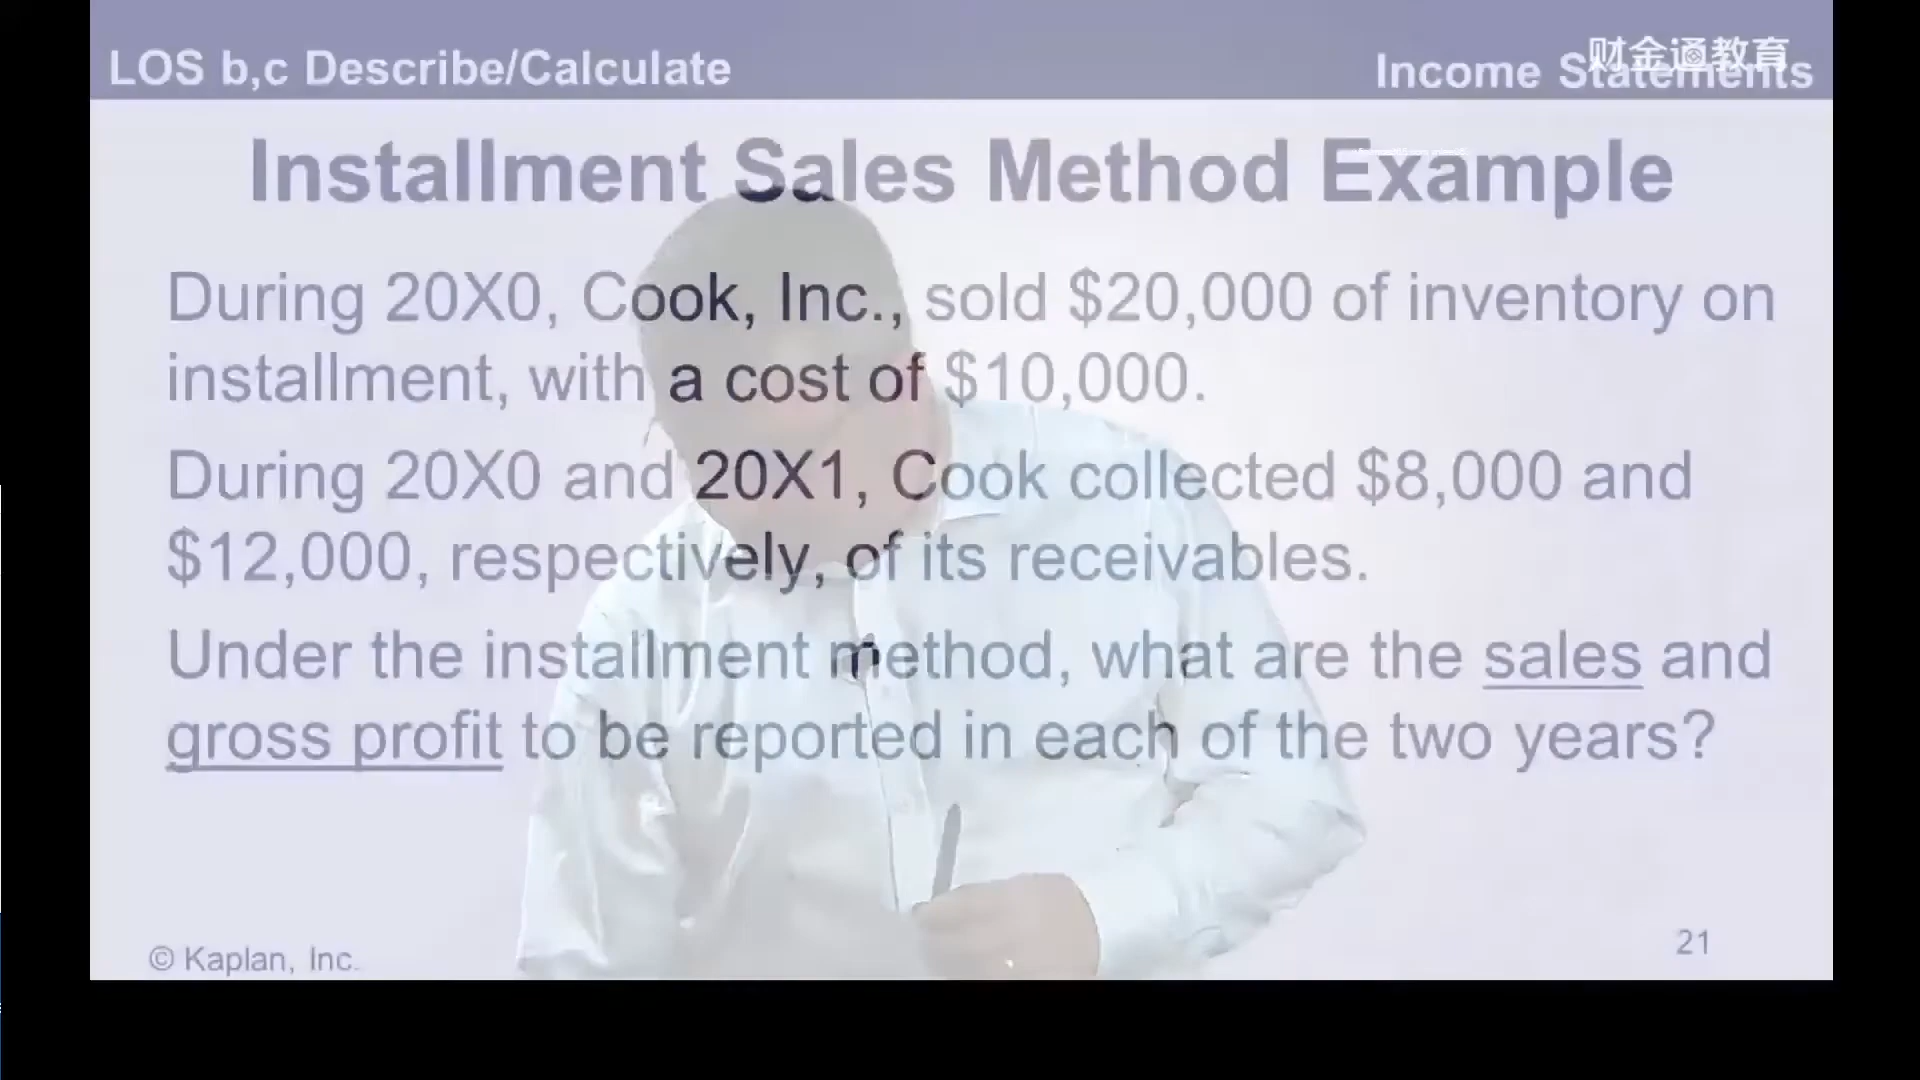 LOS b,c Describe/Calculate
Income Statements
财金通教育
Installment Sales Method Example
During 20X0, Cook, Inc., sold $20,000 of inventory on
installment, with a cost of $10,000.
During 20X0 and 20X1, Cook collected $8,000 and
$12,000, respectively, of its receivables.
Under the installment method, what are the sales and
gross profit to be reported in each of the two years?
© Kaplan, Inc.
21